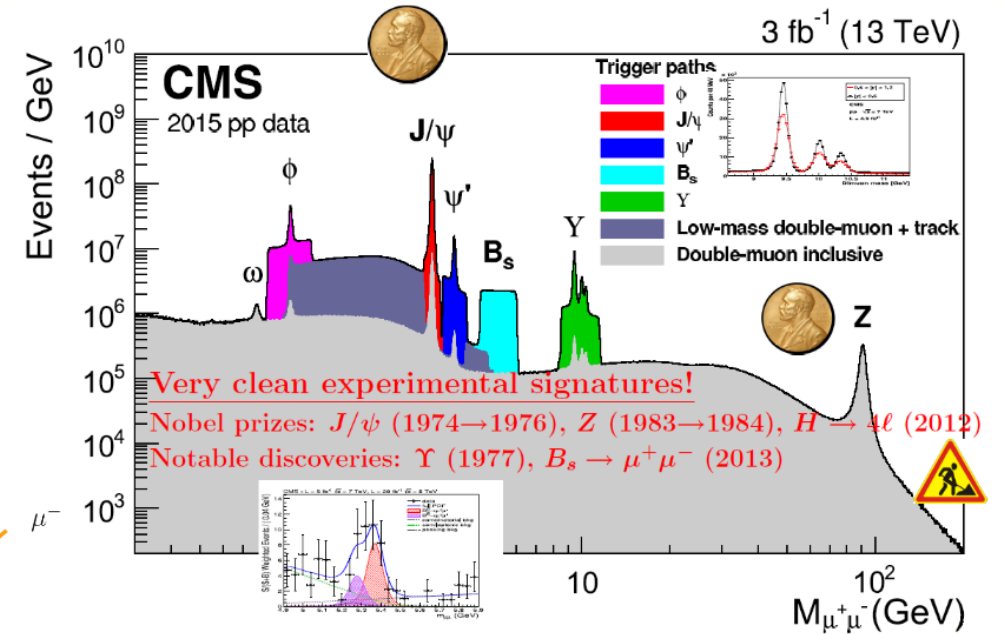 3 fb⁻¹ (13 TeV)
CMS
2015 pp data
Events / GeV
10¹⁰
10⁹
10⁸
10⁷
10⁶
10⁵
10⁴
10³
Trigger paths
ϕ
J/ψ
ψ'
Bₛ
Υ
Low-mass double-muon + track
Double-muon inclusive
ω
ϕ
J/ψ
ψ'
Bₛ
Υ
Z
Very clean experimental signatures!
Nobel prizes: J/ψ (1974→1976), Z (1983→1984), H → 4ℓ (2012)
Notable discoveries: Υ (1977), Bₛ → μ⁺μ⁻ (2013)
μ⁻
10
10²
M_μ⁺μ⁻ (GeV)